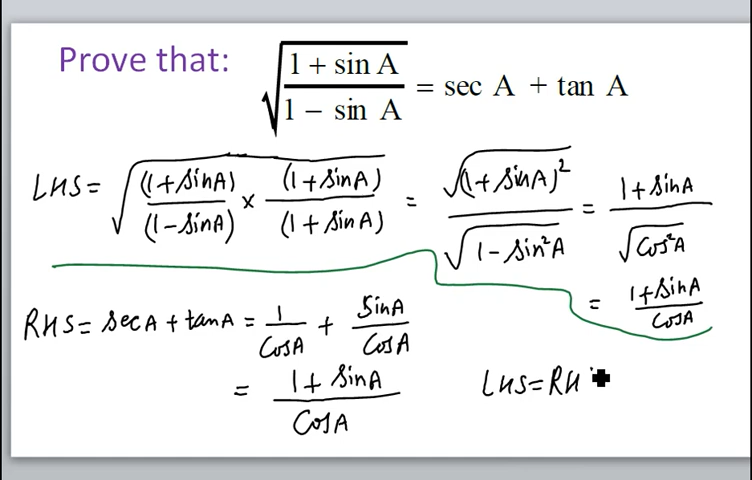 Prove that: √((1 + sin A)/(1 − sin A)) = sec A + tan A
LHS = √((1+sinA)/(1-sinA) × (1+sinA)/(1+sinA)) = √(1+sinA)²/√(1-sin²A) = (1+sinA)/√cos²A
= (1+sinA)/cosA
RHS = secA + tanA = 1/cosA + sinA/cosA
= (1+sinA)/cosA
LHS=RH